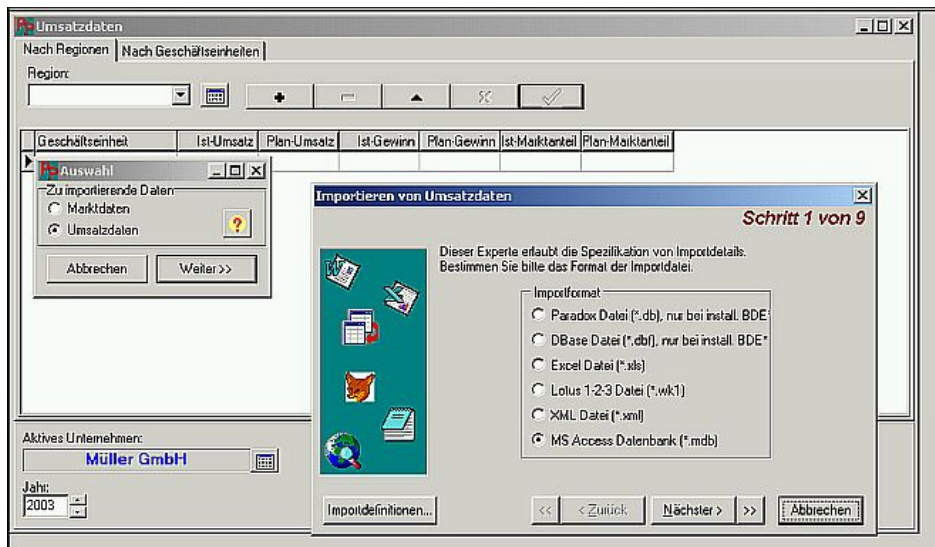 Umsatzdaten
Nach Regionen Nach Geschäftseinheiten
Region:
Geschäftseinheit Ist-Umsatz Plan-Umsatz Ist-Gewinn Plan-Gewinn Ist-Marktanteil Plan-Marktanteil
Auswahl
Zu importierende Daten
Marktdaten
Umsatzdaten
?
Abbrechen Weiter >>
Importieren von Umsatzdaten
Schritt 1 von 9
Dieser Experte erlaubt die Spezifikation von Importdetails.
Bestimmen Sie bitte das Format der Importdatei.
Importformat
Paradox Datei (*.db), nur bei install. BDE*
DBase Datei (*.dbf), nur bei install. BDE*
Excel Datei (*.xls)
Lotus 1-2-3 Datei (*.wk1)
XML Datei (*.xml)
MS Access Datenbank (*.mdb)
Importdefinitionen... << < Zurück Nächster > >> Abbrechen
Aktives Unternehmen:
Müller GmbH
Jahr:
2003